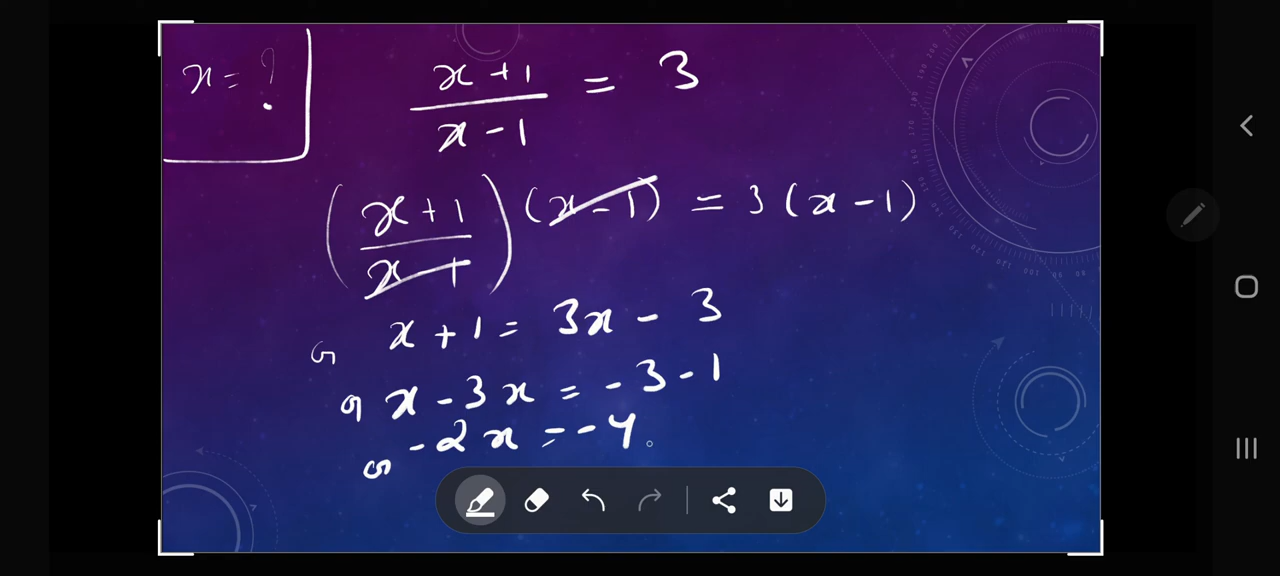 x = ?
x + 1 / x - 1 = 3
(x + 1 / x - 1) (x - 1) = 3 (x - 1)
x + 1 = 3x - 3
x - 3x = -3 - 1
-2x = -4